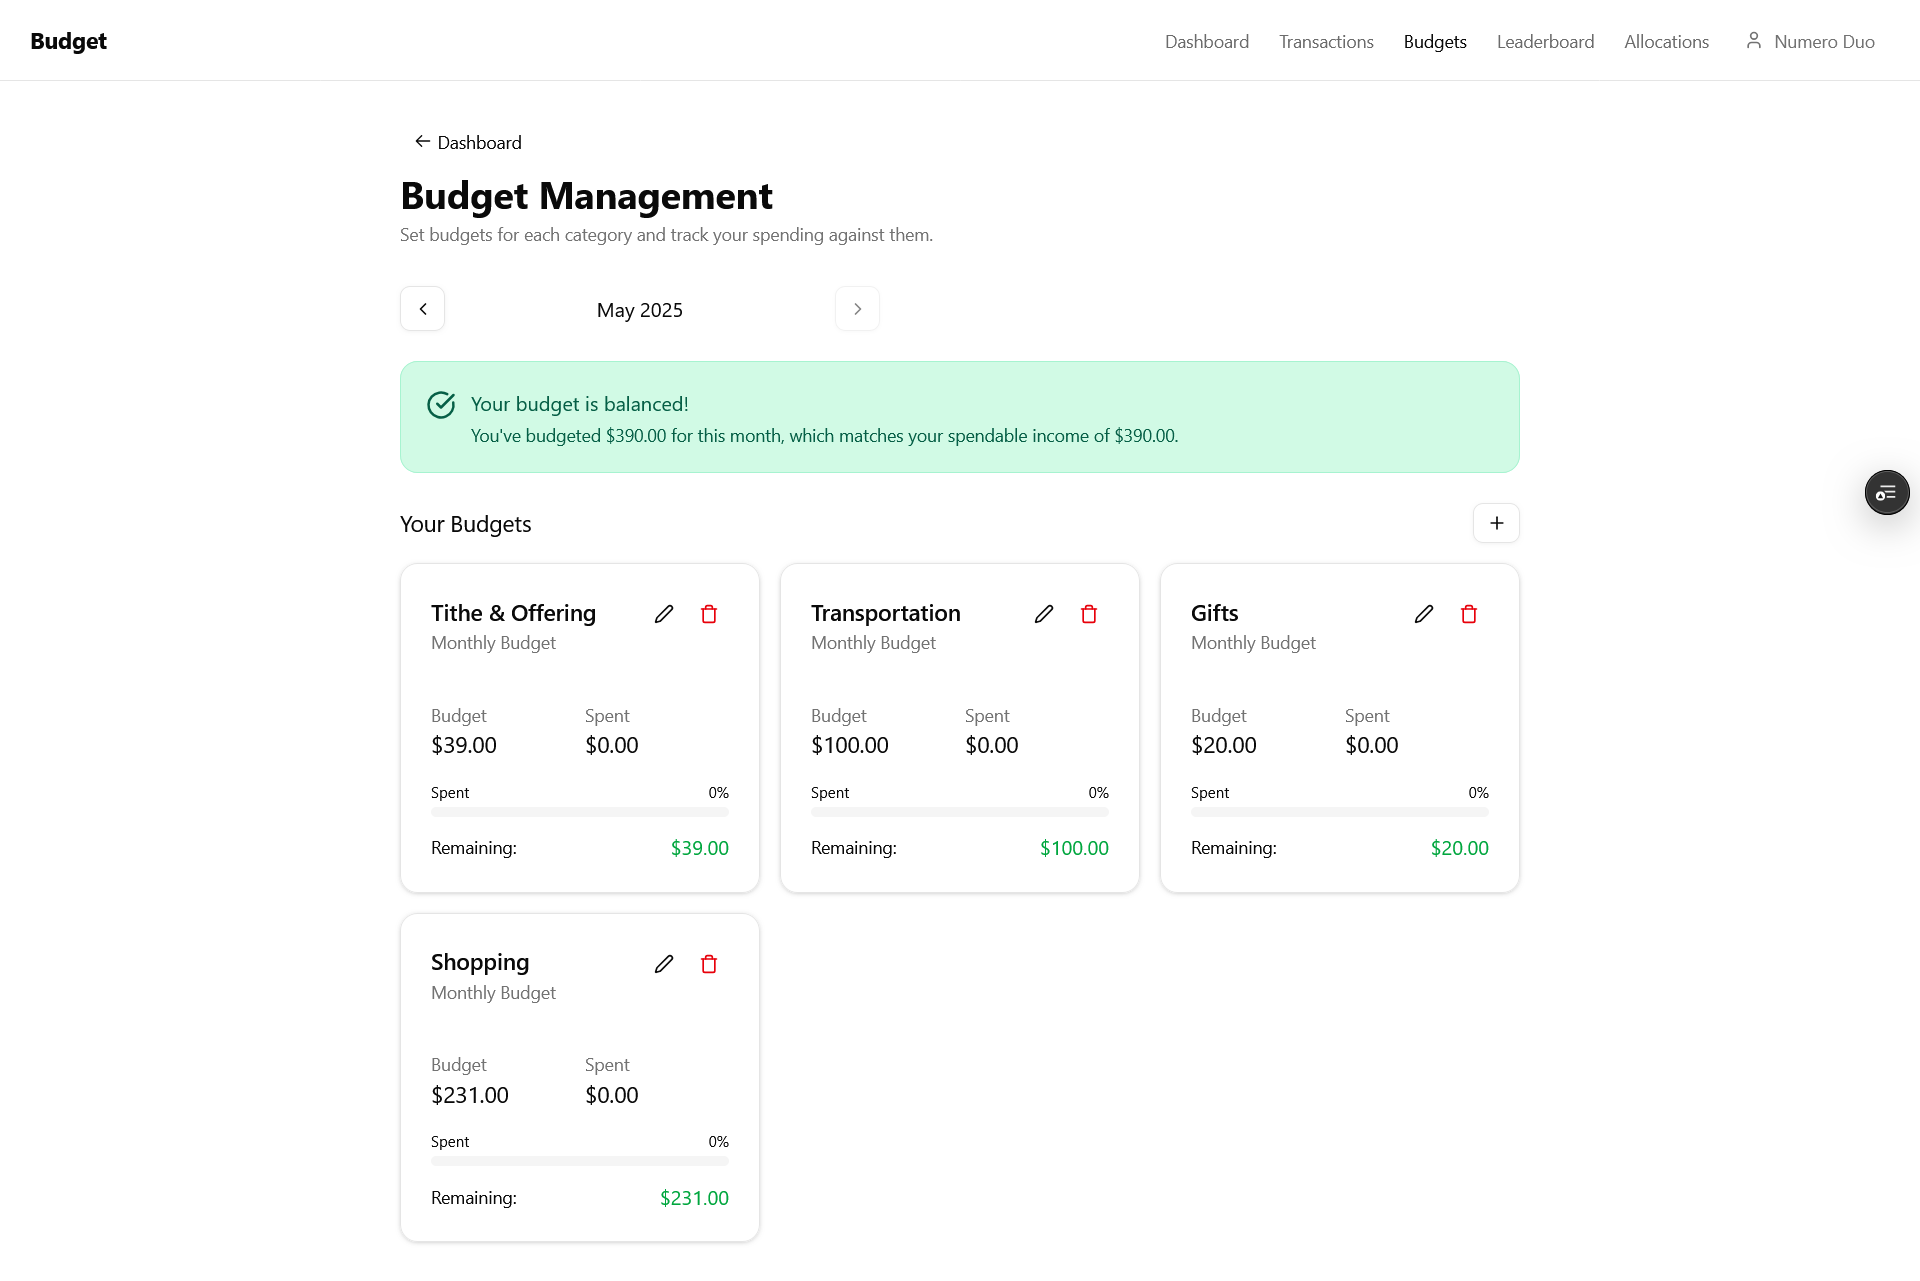 Budget
Dashboard Transactions Budgets Leaderboard Allocations Numero Duo
Dashboard
Budget Management
Set budgets for each category and track your spending against them.
May 2025
Your budget is balanced!
You've budgeted $390.00 for this month, which matches your spendable income of $390.00.
Your Budgets
Tithe & Offering
Monthly Budget
Budget Spent
$39.00 $0.00
Spent 0%
Remaining: $39.00
Transportation
Monthly Budget
Budget Spent
$100.00 $0.00
Spent 0%
Remaining: $100.00
Gifts
Monthly Budget
Budget Spent
$20.00 $0.00
Spent 0%
Remaining: $20.00
Shopping
Monthly Budget
Budget Spent
$231.00 $0.00
Spent 0%
Remaining: $231.00